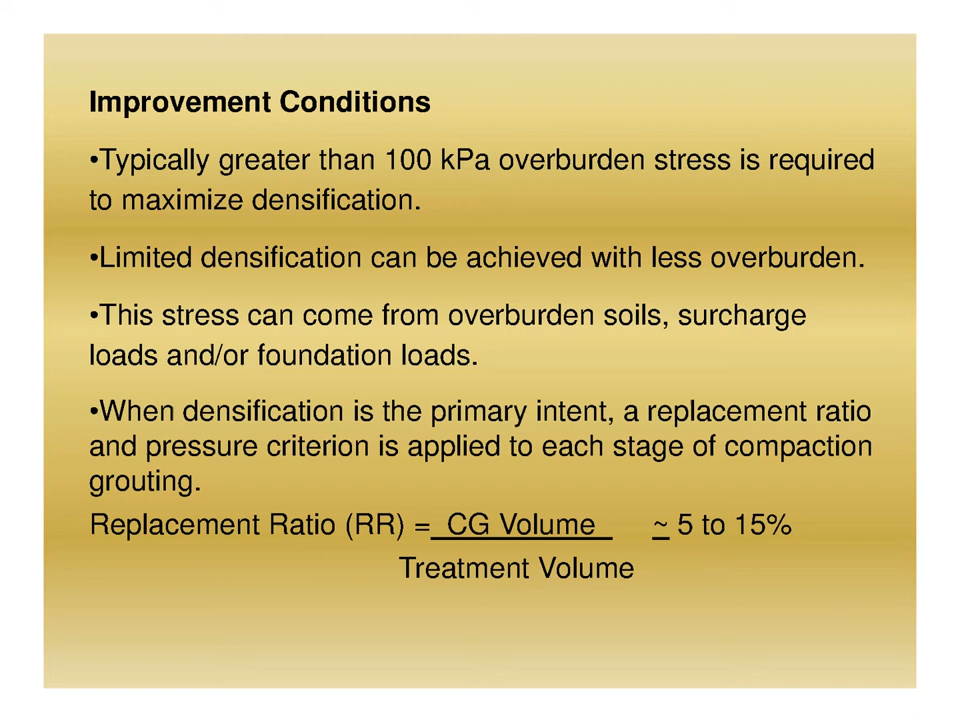 Improvement Conditions
•Typically greater than 100 kPa overburden stress is required
to maximize densification.
•Limited densification can be achieved with less overburden.
•This stress can come from overburden soils, surcharge
loads and/or foundation loads.
•When densification is the primary intent, a replacement ratio
and pressure criterion is applied to each stage of compaction
grouting.
Replacement Ratio (RR) = CG Volume ~ 5 to 15%
Treatment Volume